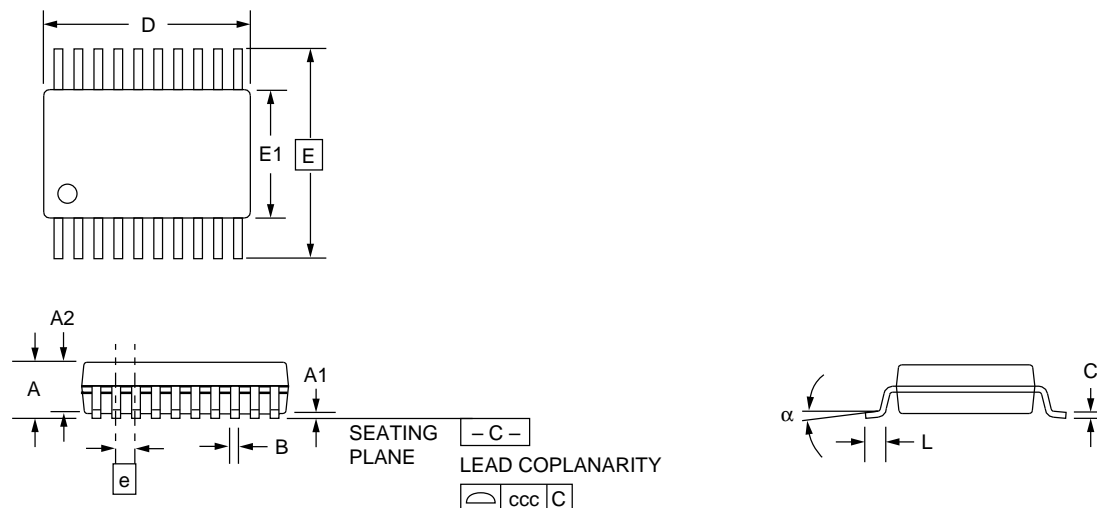 D
E1
E
A2
A
A1
e
B
SEATING
PLANE
– C –
LEAD COPLANARITY
ccc C
α
L
C